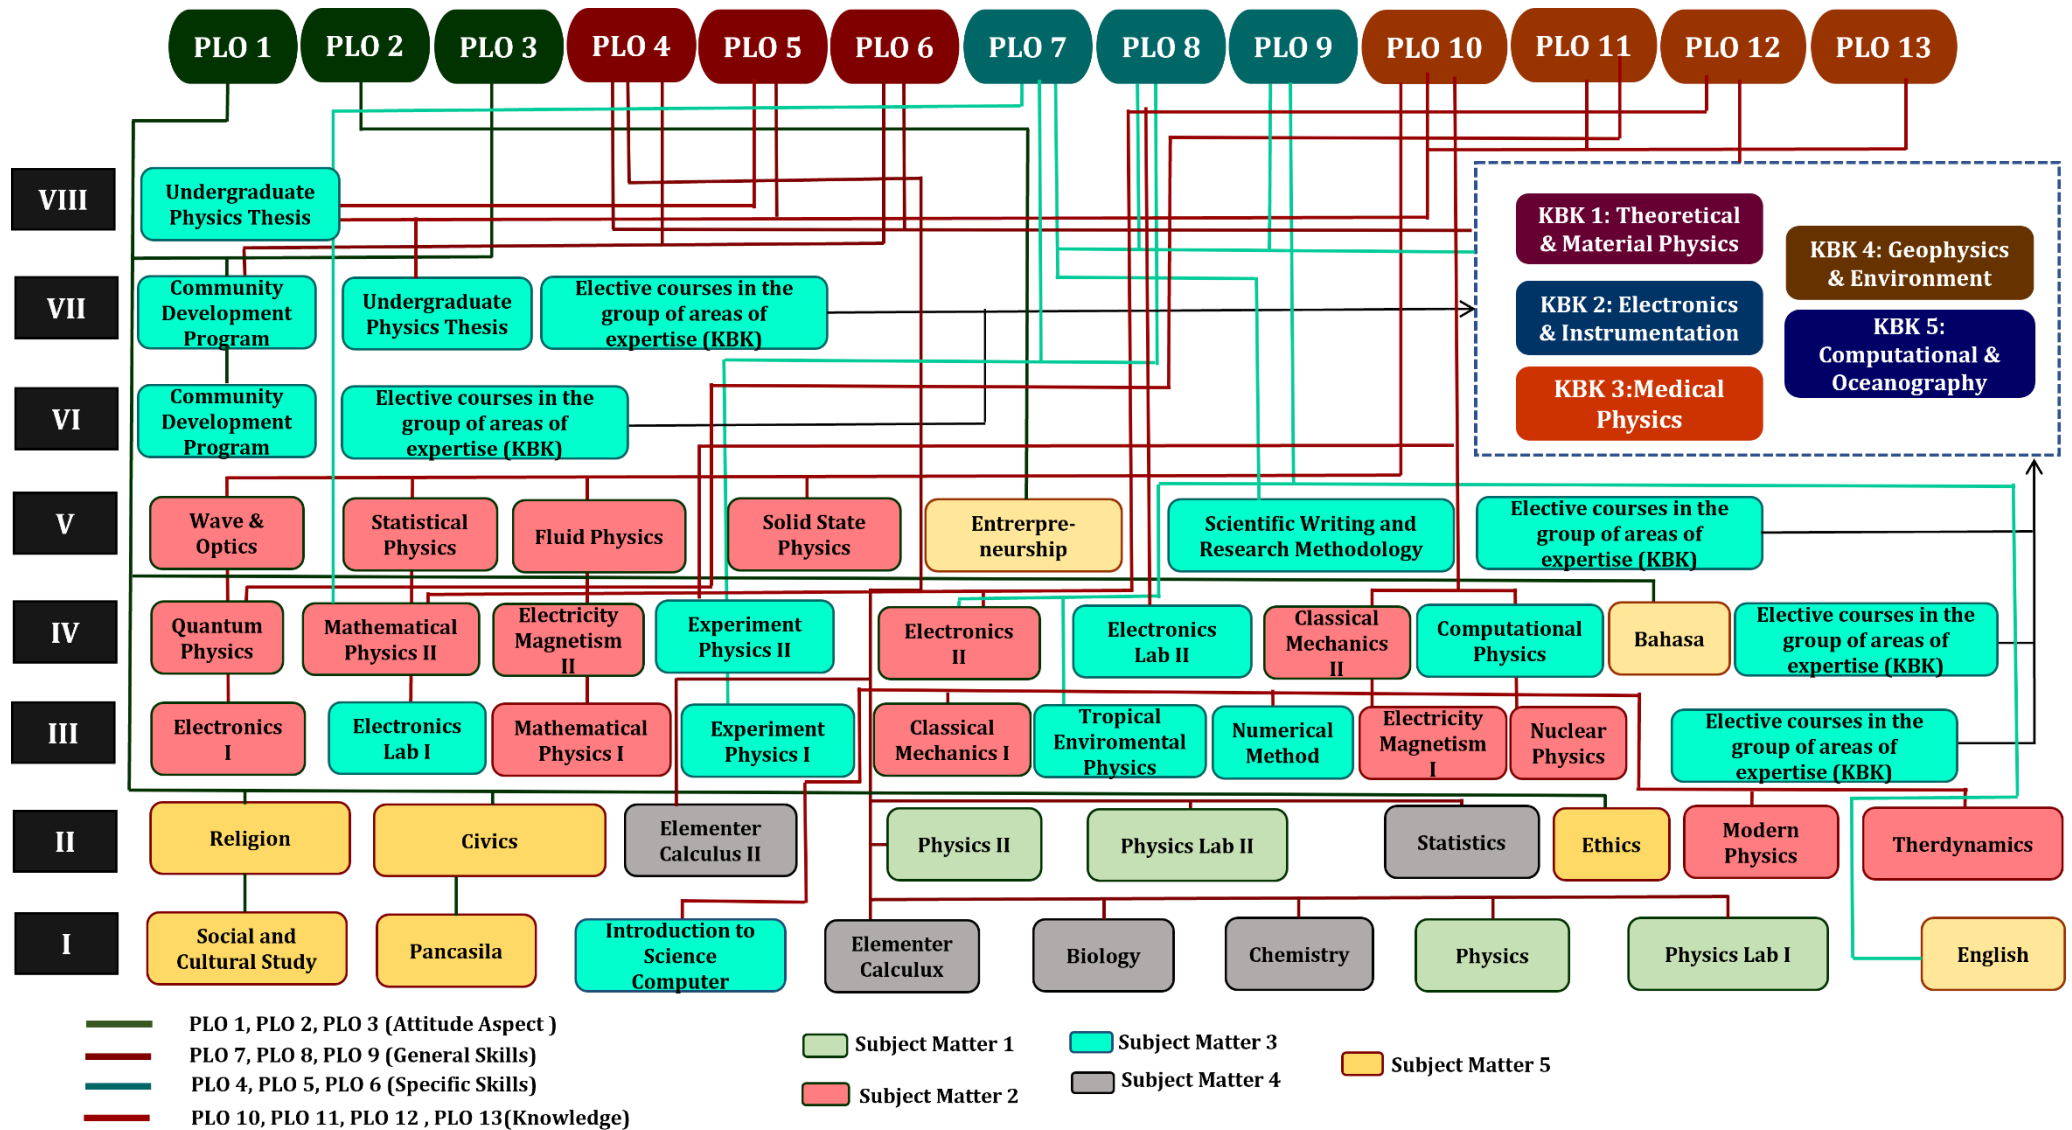 PLO 1
PLO 2
PLO 3
PLO 4
PLO 5
PLO 6
PLO 7
PLO 8
PLO 9
PLO 10
PLO 11
PLO 12
PLO 13
VIII
Undergraduate
Physics Thesis
KBK 1: Theoretical
& Material Physics
KBK 2: Electronics
& Instrumentation
KBK 3:Medical
Physics
KBK 4: Geophysics
& Environment
KBK 5:
Computational &
Oceanography
VII
Community
Development
Program
Undergraduate
Physics Thesis
Elective courses in the
group of areas of
expertise (KBK)
VI
Community
Development
Program
Elective courses in the
group of areas of
expertise (KBK)
V
Wave &
Optics
Statistical
Physics
Fluid Physics
Solid State
Physics
Entrerpre-
neurship
Scientific Writing and
Research Methodology
Elective courses in the
group of areas of
expertise (KBK)
IV
Quantum
Physics
Mathematical
Physics II
Electricity
Magnetism
II
Experiment
Physics II
Electronics
II
Electronics
Lab II
Classical
Mechanics
II
Computational
Physics
Bahasa
Elective courses in the
group of areas of
expertise (KBK)
III
Electronics
I
Electronics
Lab I
Mathematical
Physics I
Experiment
Physics I
Classical
Mechanics I
Tropical
Enviromental
Physics
Numerical
Method
Electricity
Magnetism
I
Nuclear
Physics
Elective courses in the
group of areas of
expertise (KBK)
II
Religion
Civics
Elementer
Calculus II
Physics II
Physics Lab II
Statistics
Ethics
Modern
Physics
Therdynamics
I
Social and
Cultural Study
Pancasila
Introduction to
Science
Computer
Elementer
Calculux
Biology
Chemistry
Physics
Physics Lab I
English
PLO 1, PLO 2, PLO 3 (Attitude Aspect )
PLO 7, PLO 8, PLO 9 (General Skills)
PLO 4, PLO 5, PLO 6 (Specific Skills)
PLO 10, PLO 11, PLO 12 , PLO 13(Knowledge)
Subject Matter 1
Subject Matter 2
Subject Matter 3
Subject Matter 4
Subject Matter 5